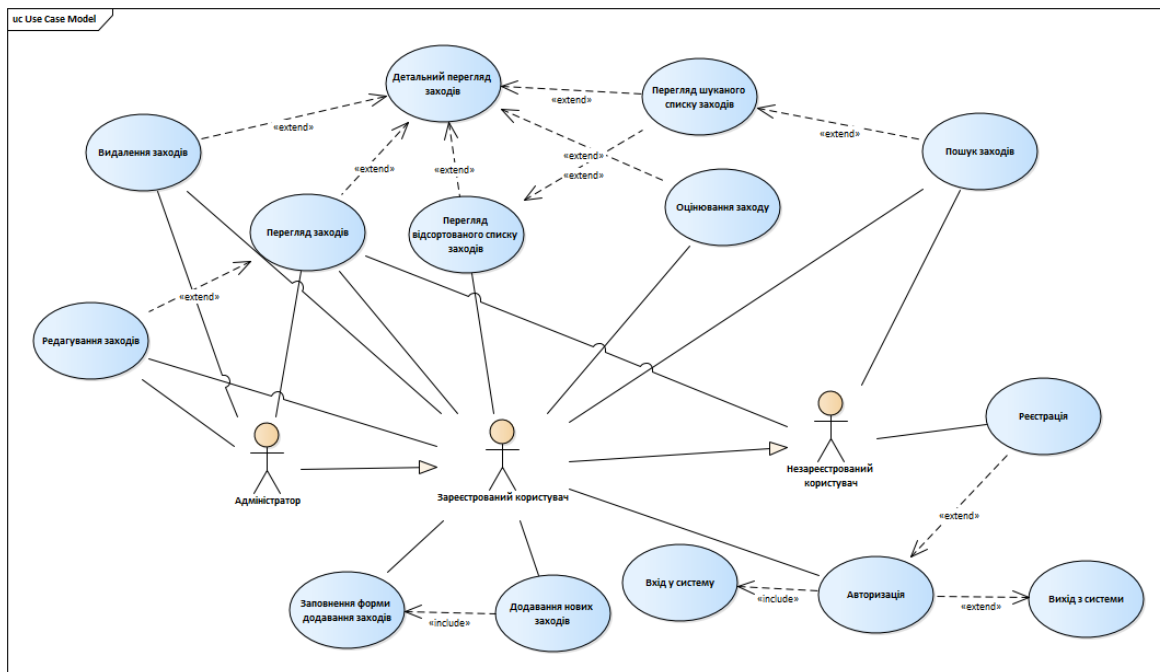 uc Use Case Model
Детальний перегляд
заходів
Перегляд шуканого
списку заходів
«extend»
«extend»
«extend»
Видалення заходів
Пошук заходів
«extend»
«extend»
«extend»
«extend»
Оцінювання заходу
Перегляд заходів
Перегляд
відсортованого списку
заходів
«extend»
Редагування заходів
Реєстрація
Адміністратор
Зареєстрований користувач
Незареєстрований
користувач
«extend»
Вхід у систему
«include»
Авторизація
«extend»
Вихід з системи
Заповнення форми
додавання заходів
«include»
Додавання нових
заходів